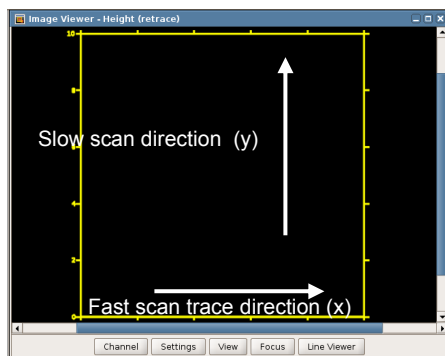 Image Viewer - Height (retrace)
10
8
Slow scan direction (y)
6
4
2
0
Fast scan trace direction (x)
Channel Settings View Focus Line Viewer